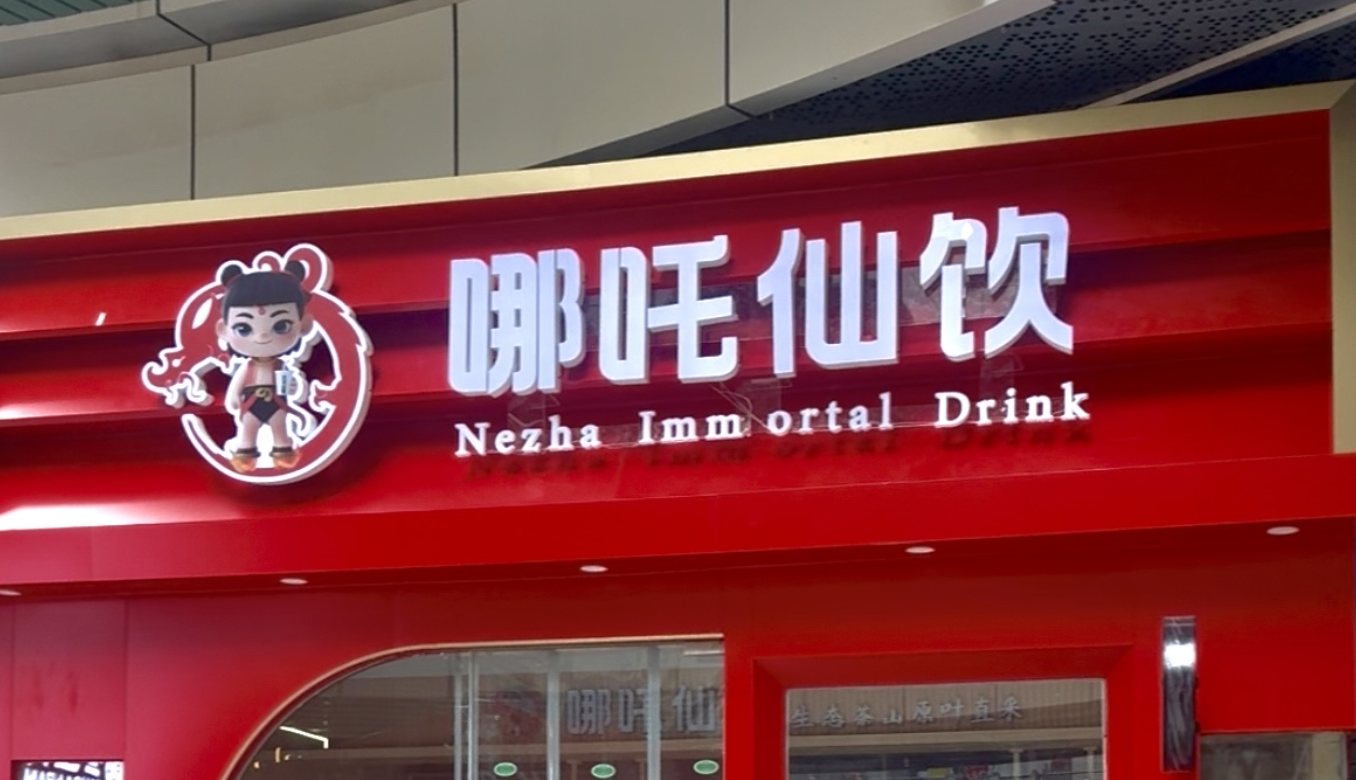 哪吒仙饮
Nezha Immortal Drink
哪吒仙
生态茶山原叶直采